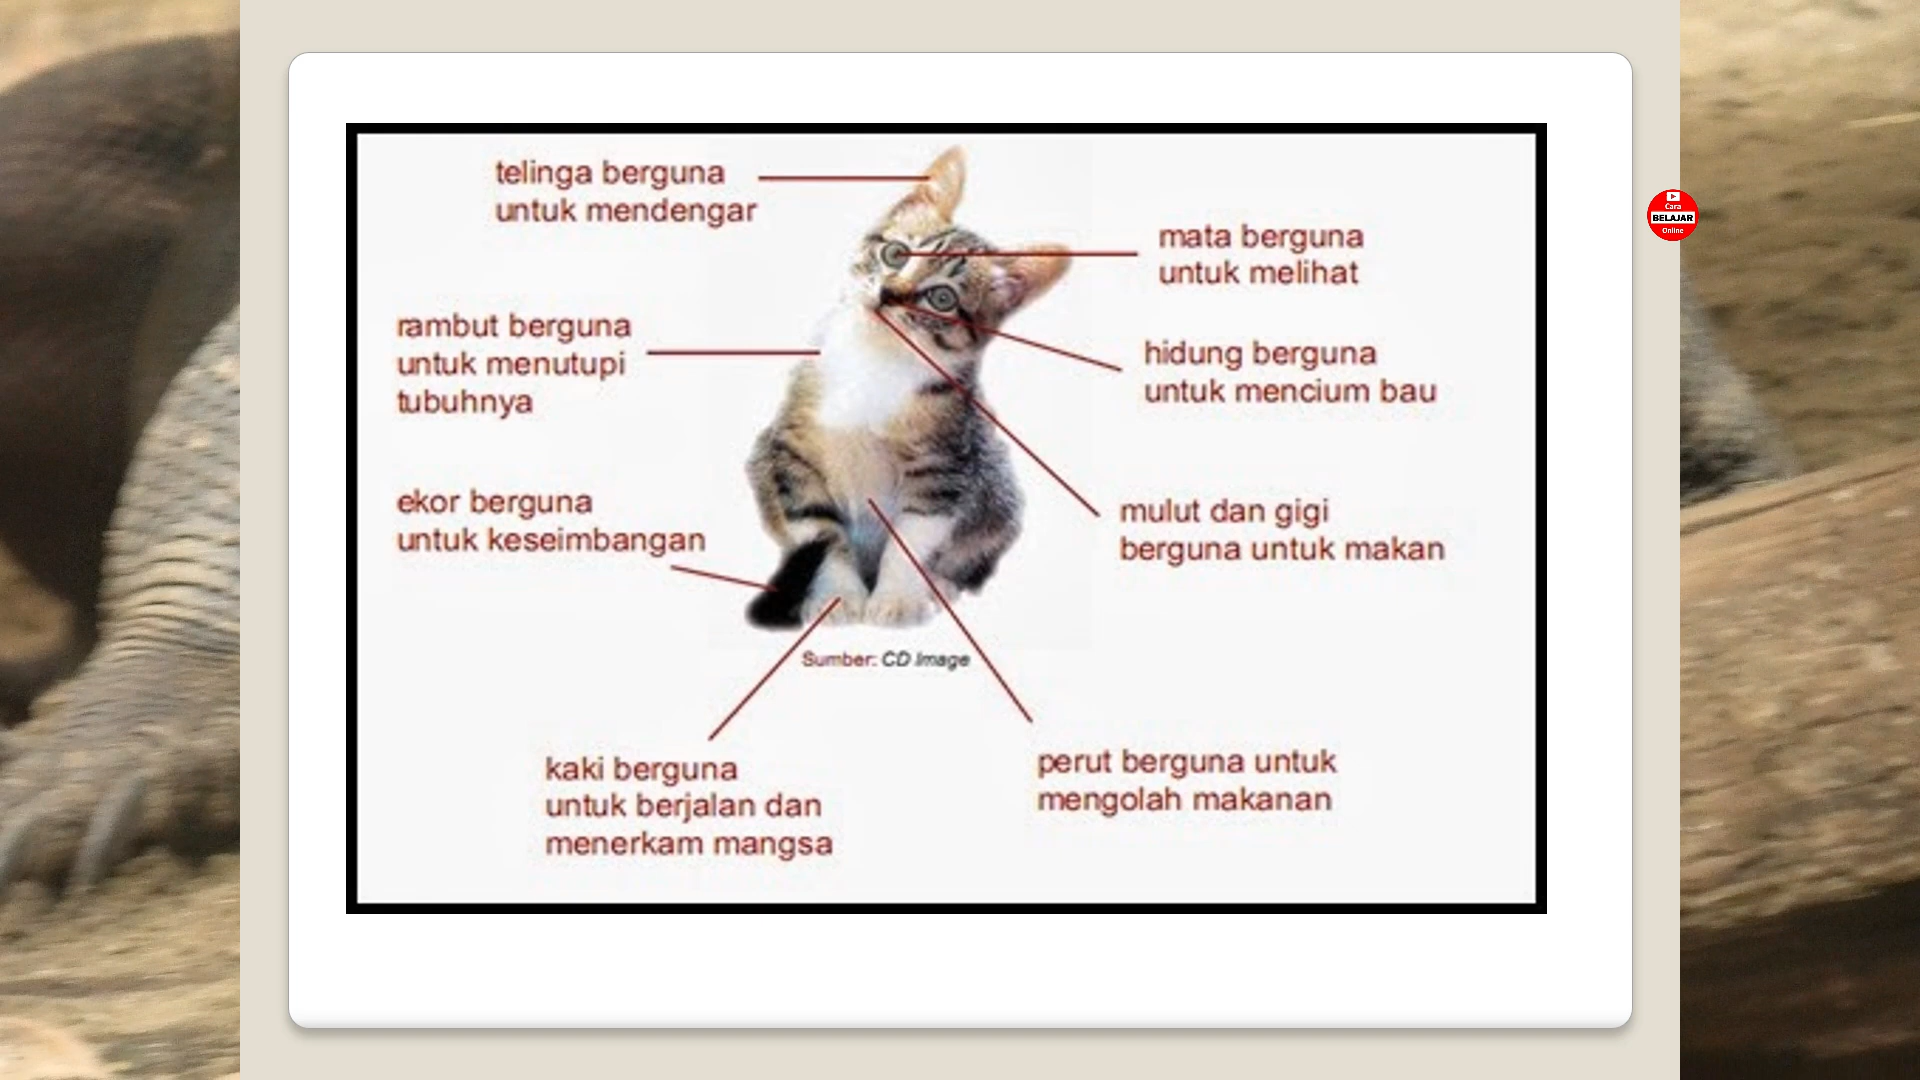 telinga berguna
untuk mendengar
mata berguna
untuk melihat
rambut berguna
untuk menutupi
tubuhnya
hidung berguna
untuk mencium bau
ekor berguna
untuk keseimbangan
mulut dan gigi
berguna untuk makan
Sumber: CD Image
kaki berguna
untuk berjalan dan
menerkam mangsa
perut berguna untuk
mengolah makanan
Cara
BELAJAR
Online